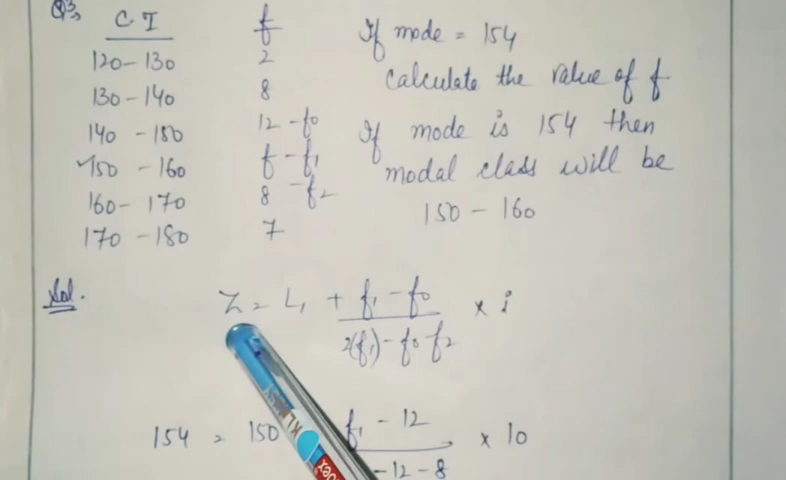 Q3,
C I f
120-130 2
130-140 8
140-150 12 - f0
150-160 f - f1
160-170 8 - f2
170-180 7
If mode = 154
calculate the value of f
If mode is 154 then
modal class will be
150-160
Sol.
Z = L1 + f1 - f0 / 2(f1) - f0 f2 × i
154 = 150 f1 - 12 / -12-8 × 10